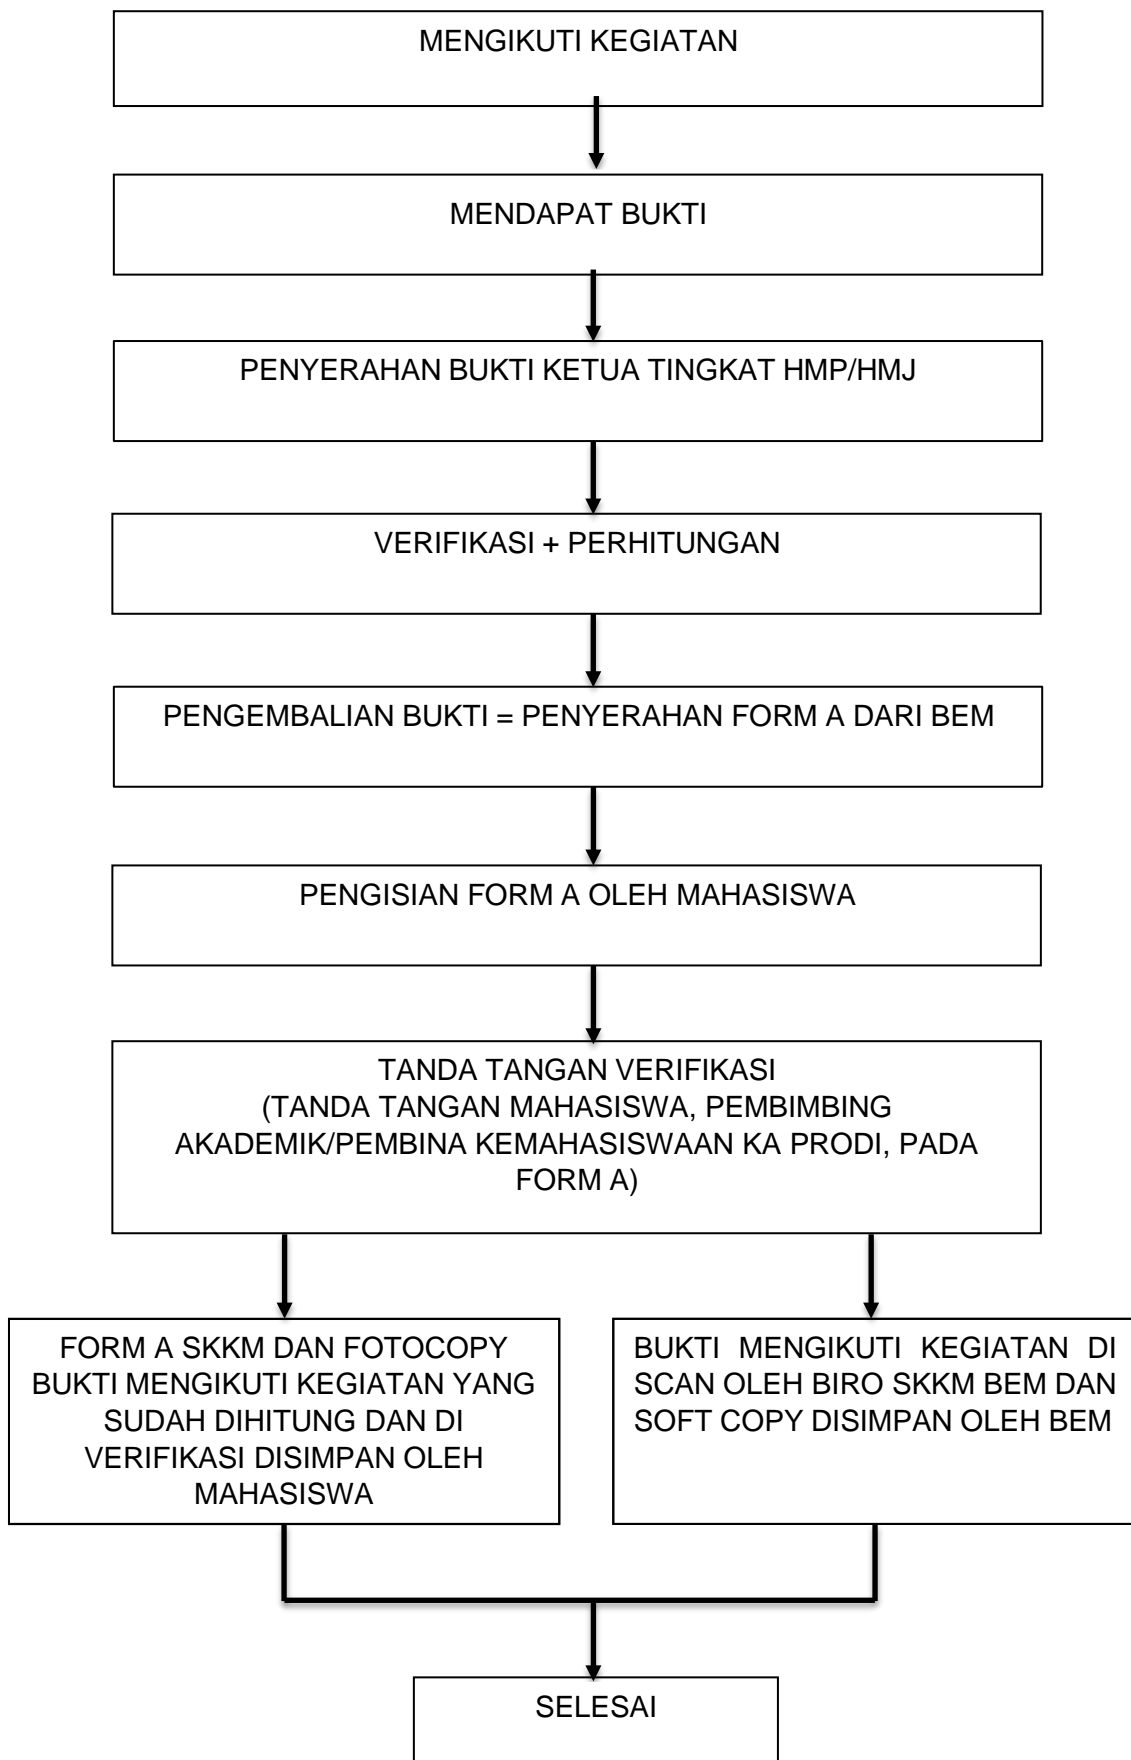 MENGIKUTI KEGIATAN
MENDAPAT BUKTI
PENYERAHAN BUKTI KETUA TINGKAT HMP/HMJ
VERIFIKASI + PERHITUNGAN
PENGEMBALIAN BUKTI = PENYERAHAN FORM A DARI BEM
PENGISIAN FORM A OLEH MAHASISWA
TANDA TANGAN VERIFIKASI
(TANDA TANGAN MAHASISWA, PEMBIMBING
AKADEMIK/PEMBINA KEMAHASISWAAN KA PRODI, PADA
FORM A)
FORM A SKKM DAN FOTOCOPY
BUKTI MENGIKUTI KEGIATAN YANG
SUDAH DIHITUNG DAN DI
VERIFIKASI DISIMPAN OLEH
MAHASISWA
BUKTI MENGIKUTI KEGIATAN DI
SCAN OLEH BIRO SKKM BEM DAN
SOFT COPY DISIMPAN OLEH BEM
SELESAI